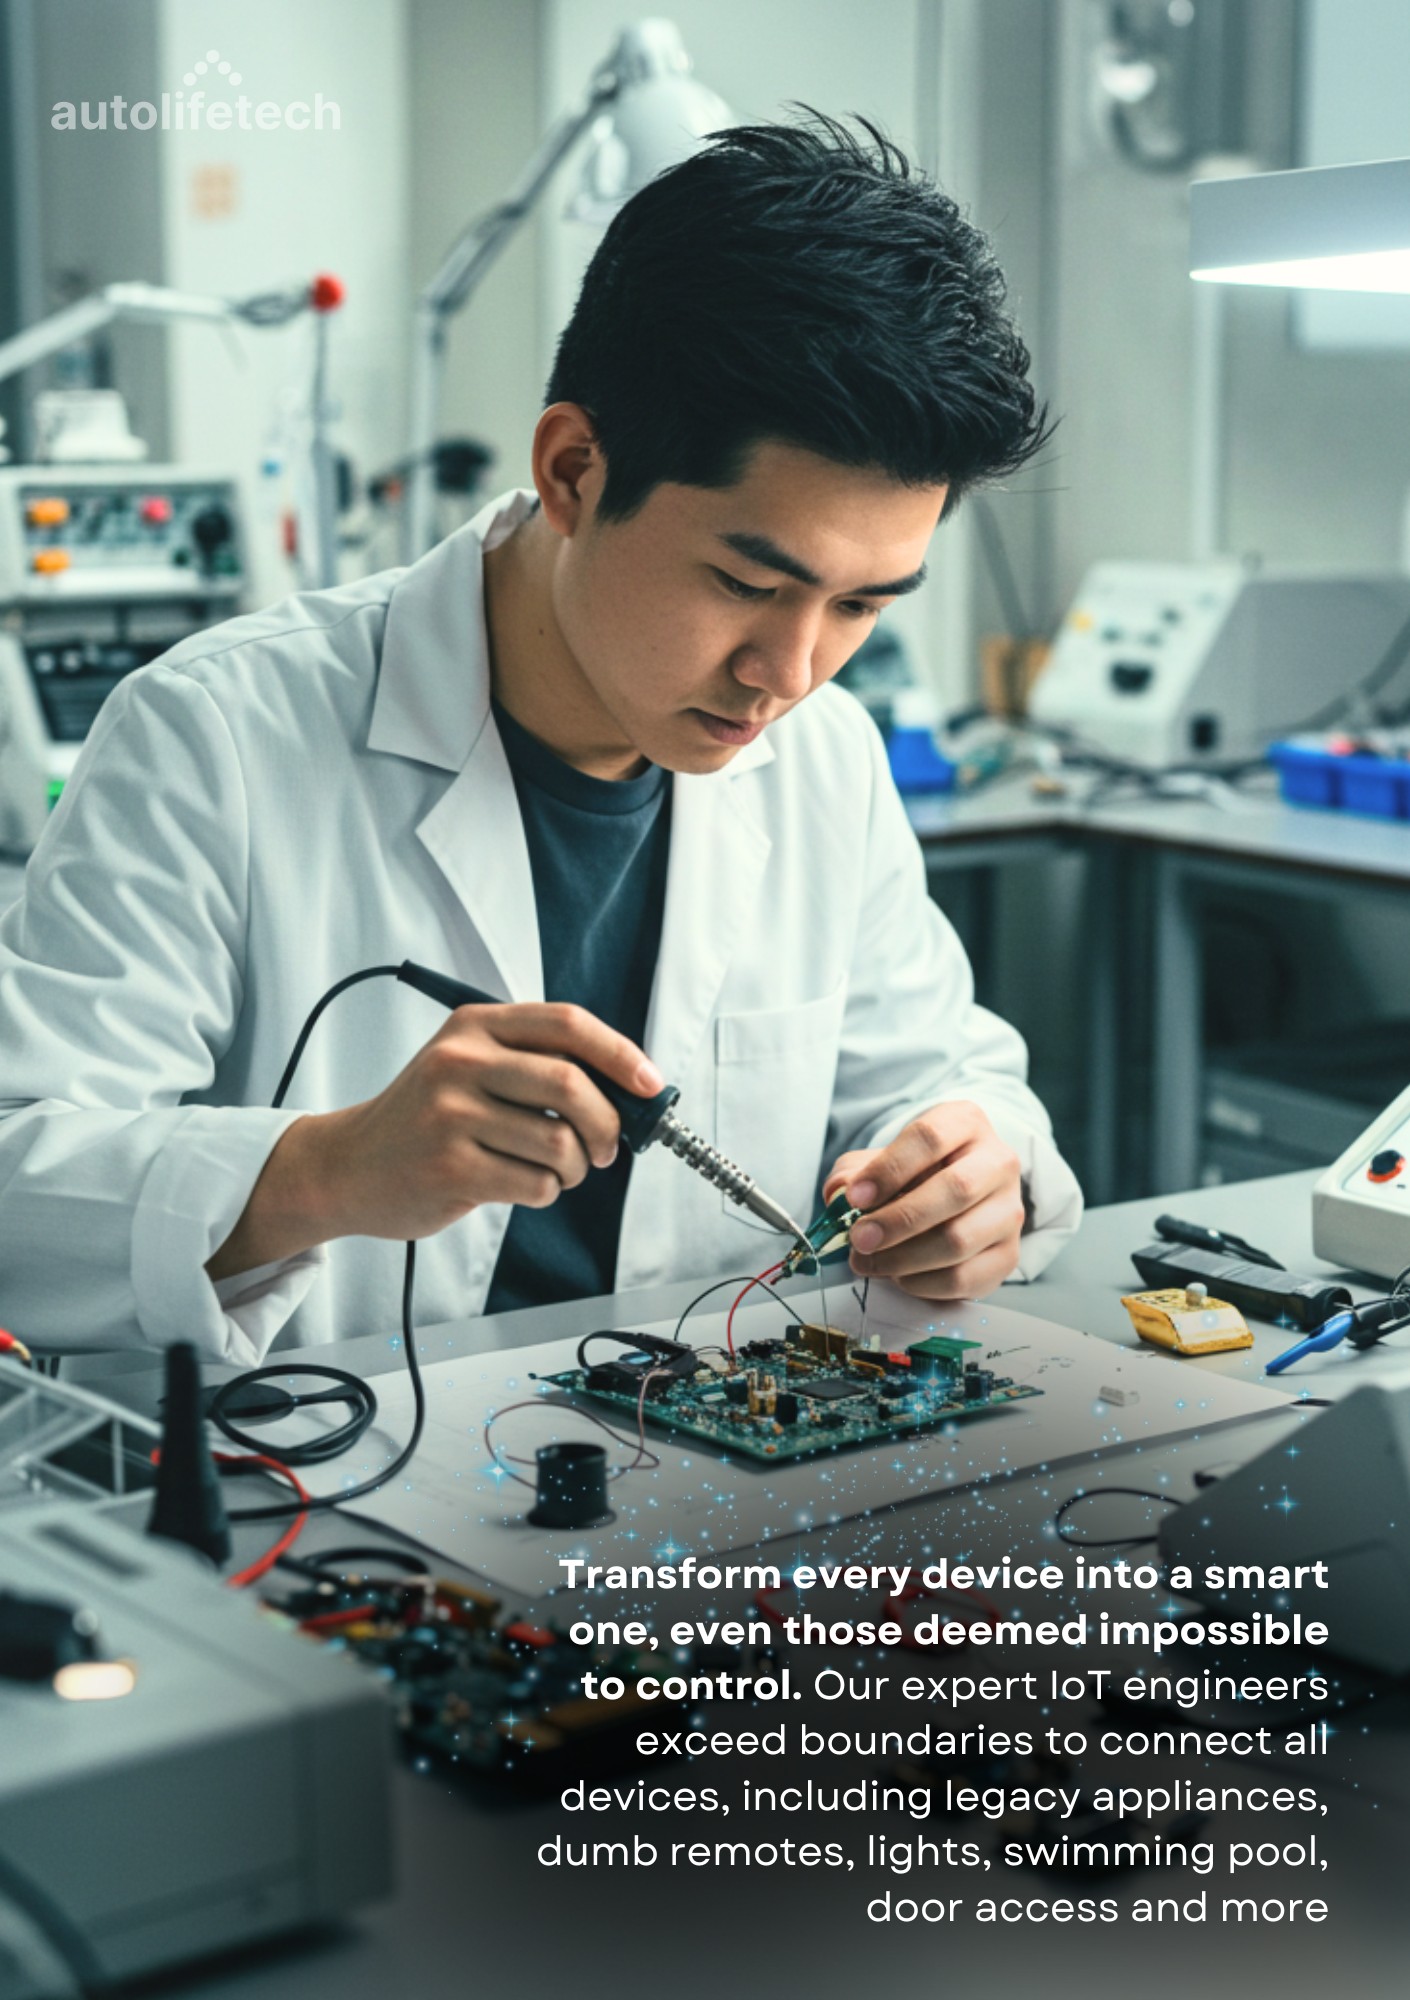 autolifetech
Transform every device into a smart
one, even those deemed impossible
to control. Our expert IoT engineers
exceed boundaries to connect all
devices, including legacy appliances,
dumb remotes, lights, swimming pool,
door access and more